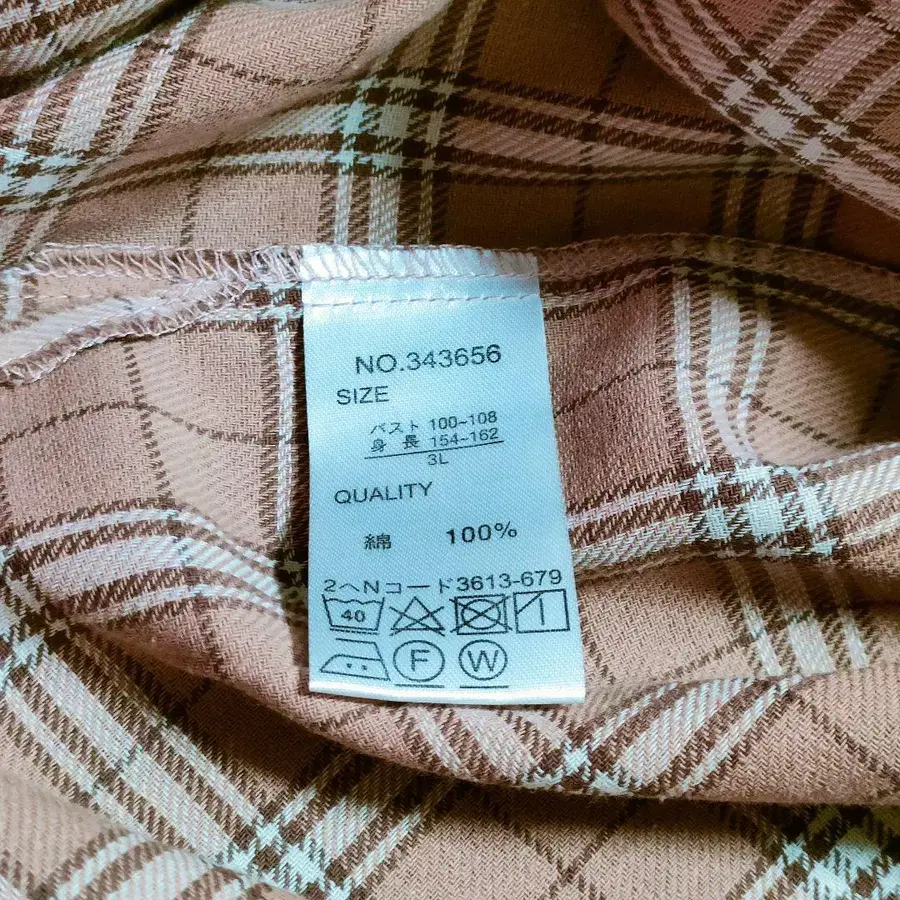 NO.343656
SIZE
バスト 100~108
身 長 154~162
3L
QUALITY
綿 100%
2ヘNコード3613-679
40
F W